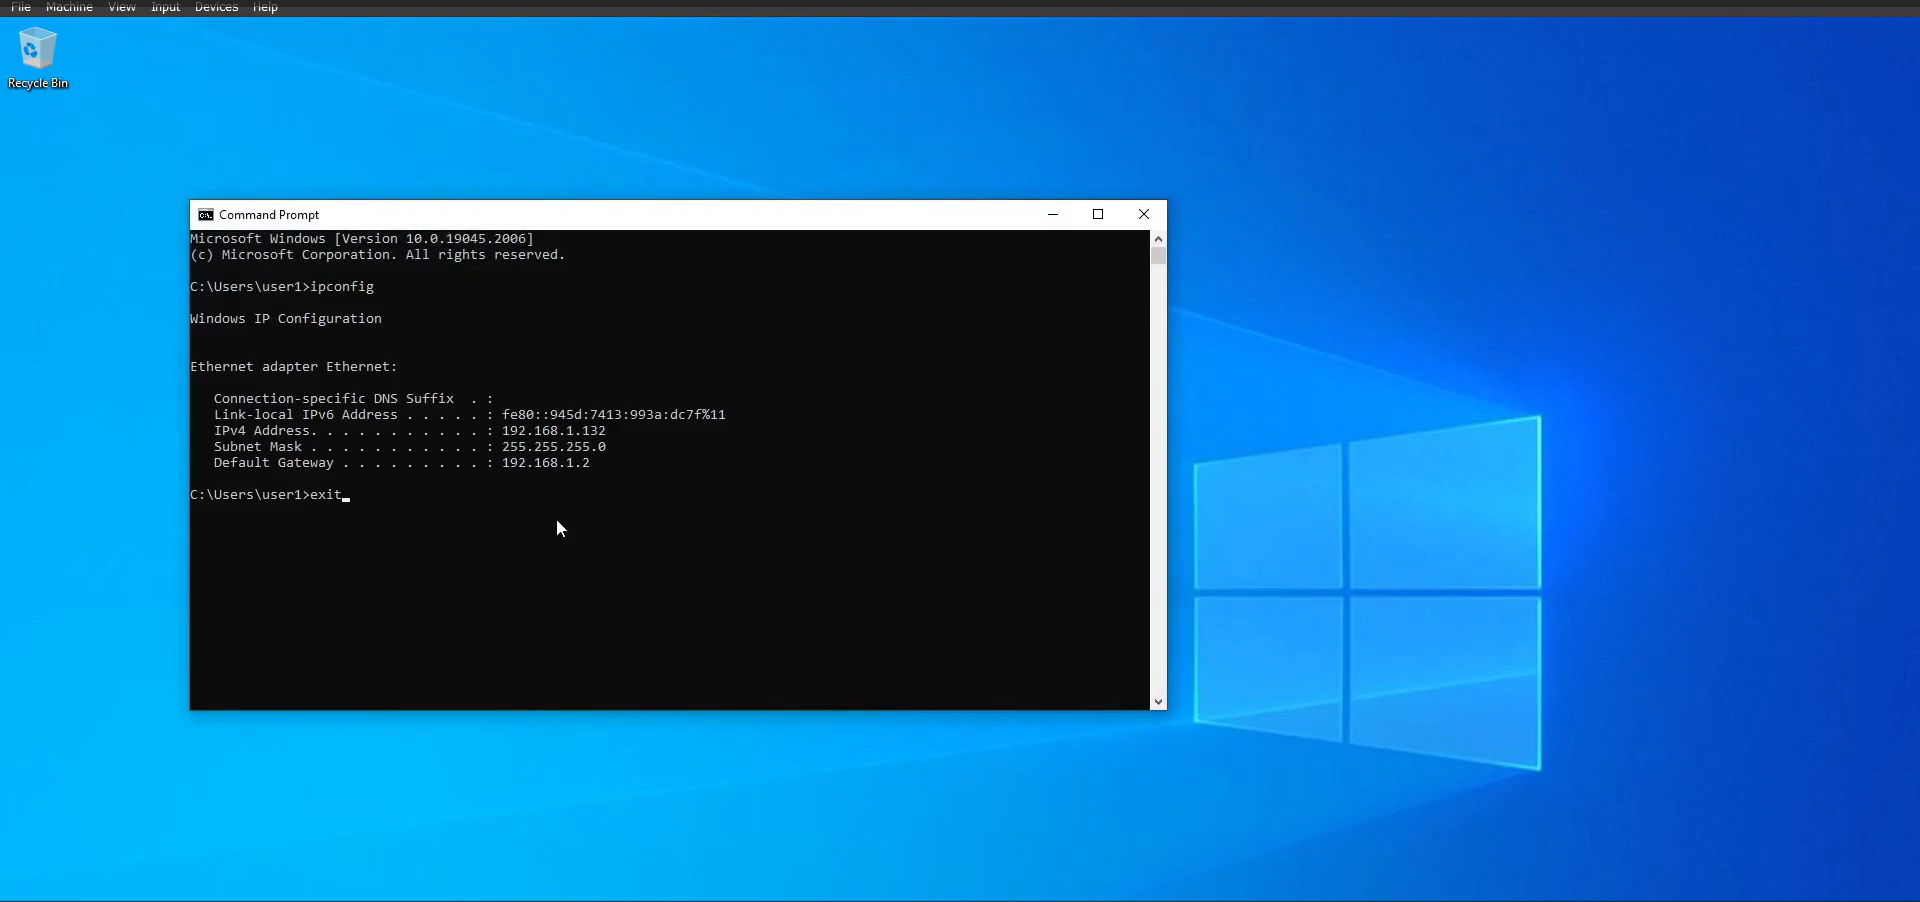 File Machine View Input Devices Help
Recycle Bin
Command Prompt
Microsoft Windows [Version 10.0.19045.2006]
(c) Microsoft Corporation. All rights reserved.
C:\Users\user1>ipconfig
Windows IP Configuration
Ethernet adapter Ethernet:
Connection-specific DNS Suffix  . :
Link-local IPv6 Address . . . . . : fe80::945d:7413:993a:dc7f%11
IPv4 Address. . . . . . . . . . . : 192.168.1.132
Subnet Mask . . . . . . . . . . . : 255.255.255.0
Default Gateway . . . . . . . . . : 192.168.1.2
C:\Users\user1>exit